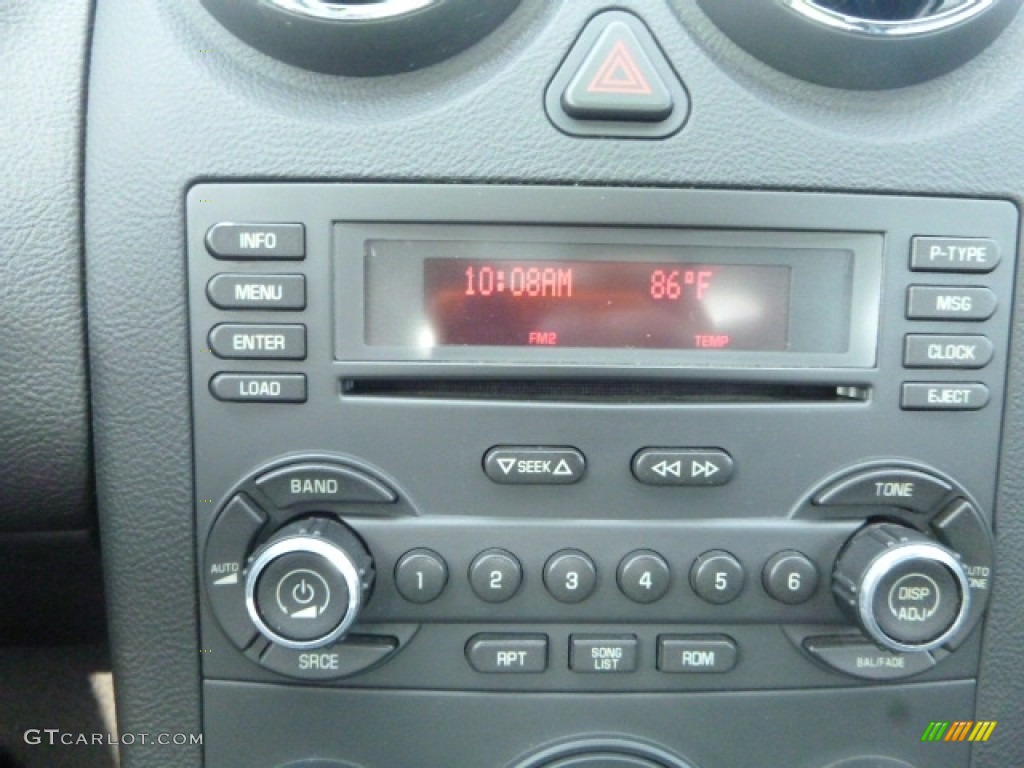 INFO
P-TYPE
10:08AM 86°F
MENU
MSG
FM2 TEMP
ENTER
CLOCK
LOAD
EJECT
SEEK
BAND
TONE
AUTO
1 2 3 4 5 6
DISP
ADJ
RPT
SONG
LIST
RDM
SRCE
BAL/FADE
GTCARLOT.COM